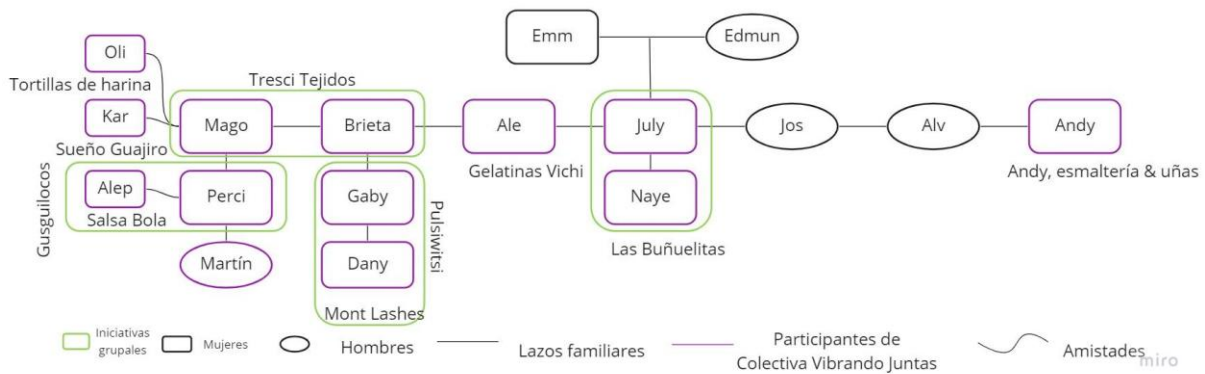 Emm
Edmun
Oli
Tortillas de harina
Tresci Tejidos
Kar
Mago
Brieta
Ale
July
Jos
Alv
Andy
Sueño Guajiro
Gelatinas Vichi
Andy, esmaltería & uñas
Gusguilocos
Alep
Salsa Bola
Perci
Gaby
Pulsiwitsi
Naye
Las Buñuelitas
Martín
Dany
Mont Lashes
Iniciativas
grupales
Mujeres
Hombres
Lazos familiares
Participantes de
Colectiva Vibrando Juntas
Amistades
miro